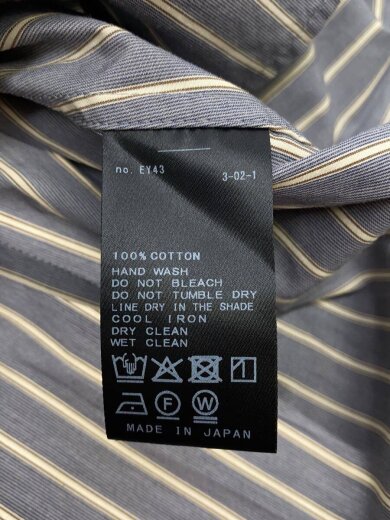 no. EY43 3-02-1
100% COTTON
HAND WASH
DO NOT BLEACH
DO NOT TUMBLE DRY
LINE DRY IN THE SHADE
COOL IRON
DRY CLEAN
WET CLEAN
F W
MADE IN JAPAN